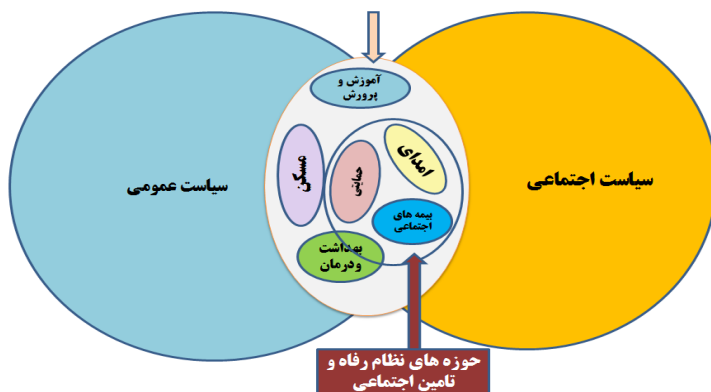 آموزش و
پرورش
مسکن
حمایتی
امدای
سیاست عمومی
سیاست اجتماعی
بیمه های
اجتماعی
بهداشت
ودرمان
حوزه های نظام رفاه و
تامین اجتماعی